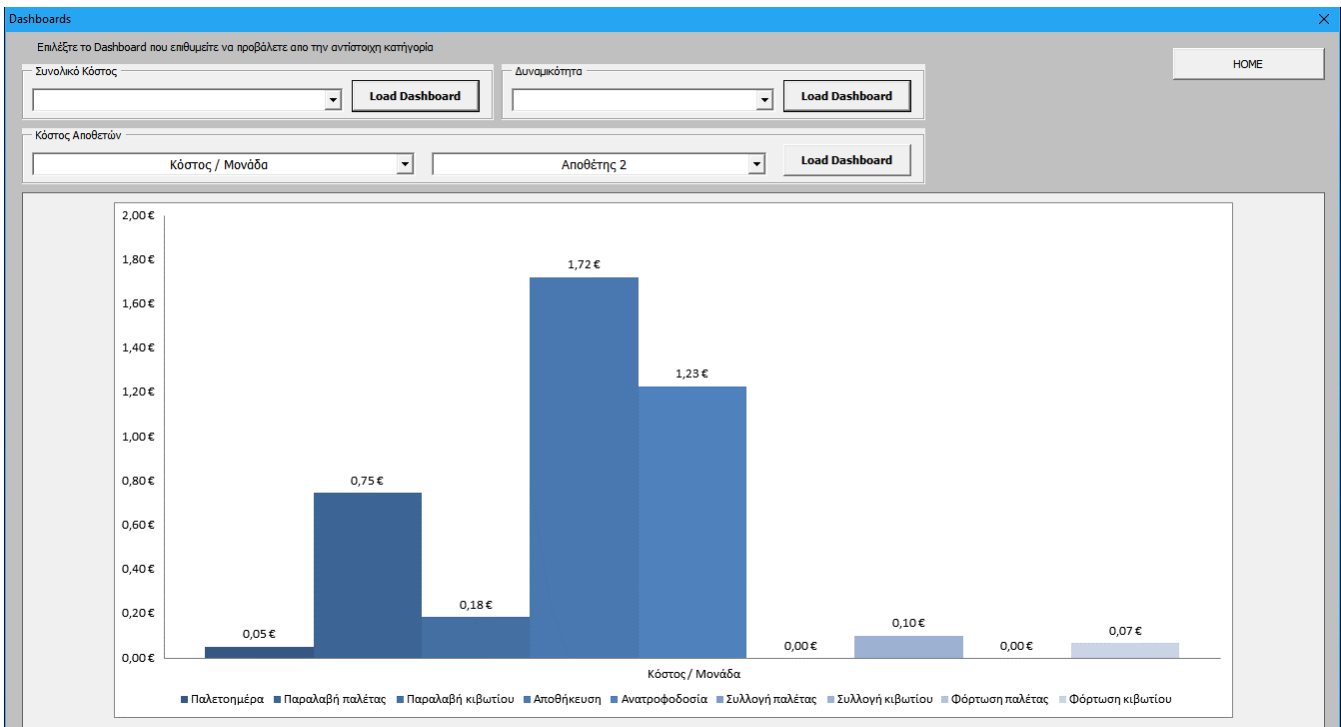 Dashboards
Επιλέξτε το Dashboard που επιθυμείτε να προβάλετε απο την αντίστοιχη κατήγορία
HOME
Συνολικό Κόστος
Load Dashboard
Δυναμικότητα
Load Dashboard
Κόστος Αποθετών
Κόστος / Μονάδα
Αποθέτης 2
Load Dashboard
2,00 €
1,80 €
1,60 €
1,40 €
1,20 €
1,00 €
0,80 €
0,60 €
0,40 €
0,20 €
0,00 €
0,05 €
0,75 €
0,18 €
1,72 €
1,23 €
0,00 €
0,10 €
0,00 €
0,07 €
Κόστος / Μονάδα
Παλετοημέρα Παραλαβή παλέτας Παραλαβή κιβωτίου Αποθήκευση Ανατροφοδοσία Συλλογή παλέτας Συλλογή κιβωτίου Φόρτωση παλέτας Φόρτωση κιβωτίου